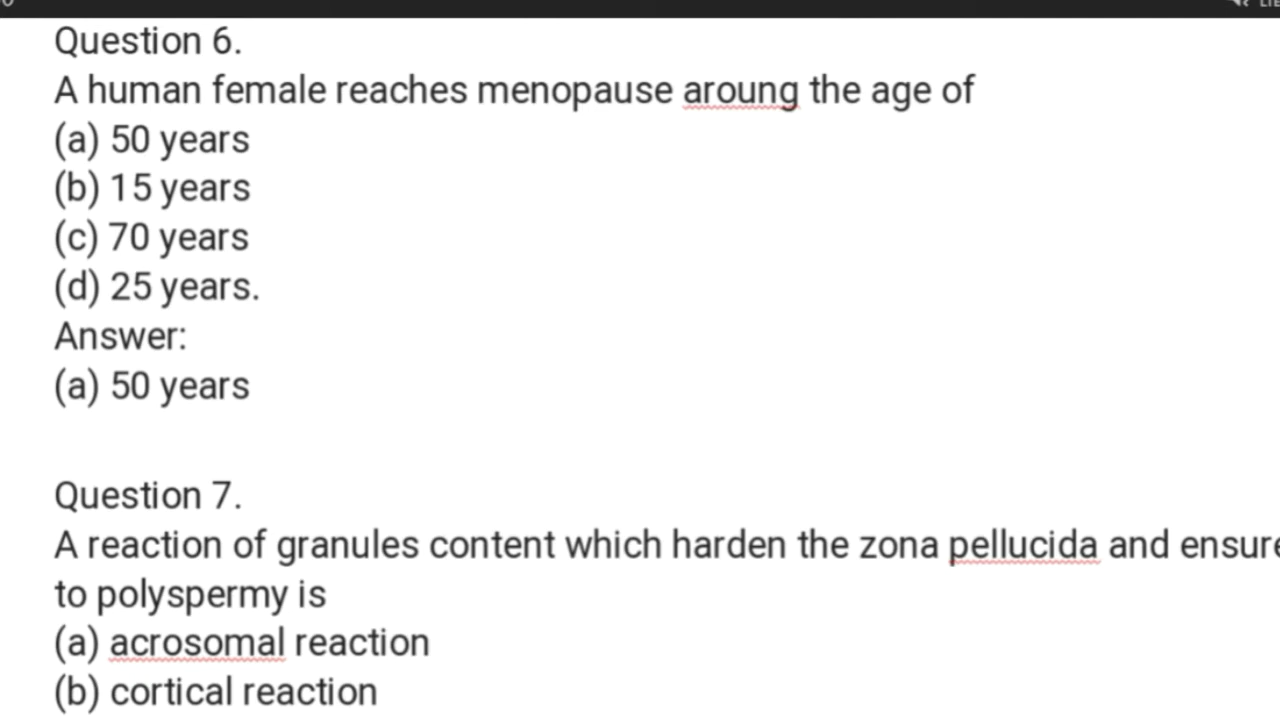 Question 6.
A human female reaches menopause aroung the age of
(a) 50 years
(b) 15 years
(c) 70 years
(d) 25 years.
Answer:
(a) 50 years
Question 7.
A reaction of granules content which harden the zona pellucida and ensure
to polyspermy is
(a) acrosomal reaction
(b) cortical reaction